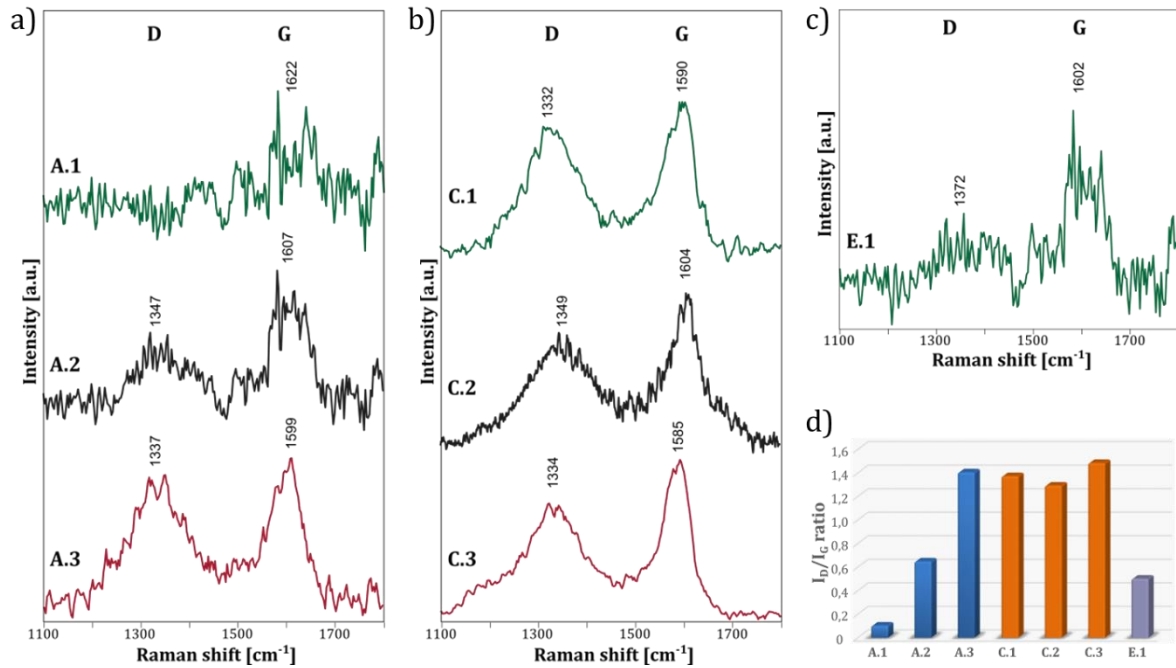 a)
D G
1622
A.1
1607
1347
A.2
1599
1337
A.3
Intensity [a.u.]
1100 1300 1500 1700
Raman shift [cm-1]
b)
D G
1590
1332
C.1
1604
1349
C.2
1585
1334
C.3
Intensity [a.u.]
1100 1300 1500 1700
Raman shift [cm-1]
c)
D G
1602
1372
E.1
Intensity [a.u.]
1100 1300 1500 1700
Raman shift [cm-1]
d)
1,6
1,4
1,2
1,0
0,8
0,6
0,4
0,2
0
ID/IG ratio
A.1 A.2 A.3 C.1 C.2 C.3 E.1